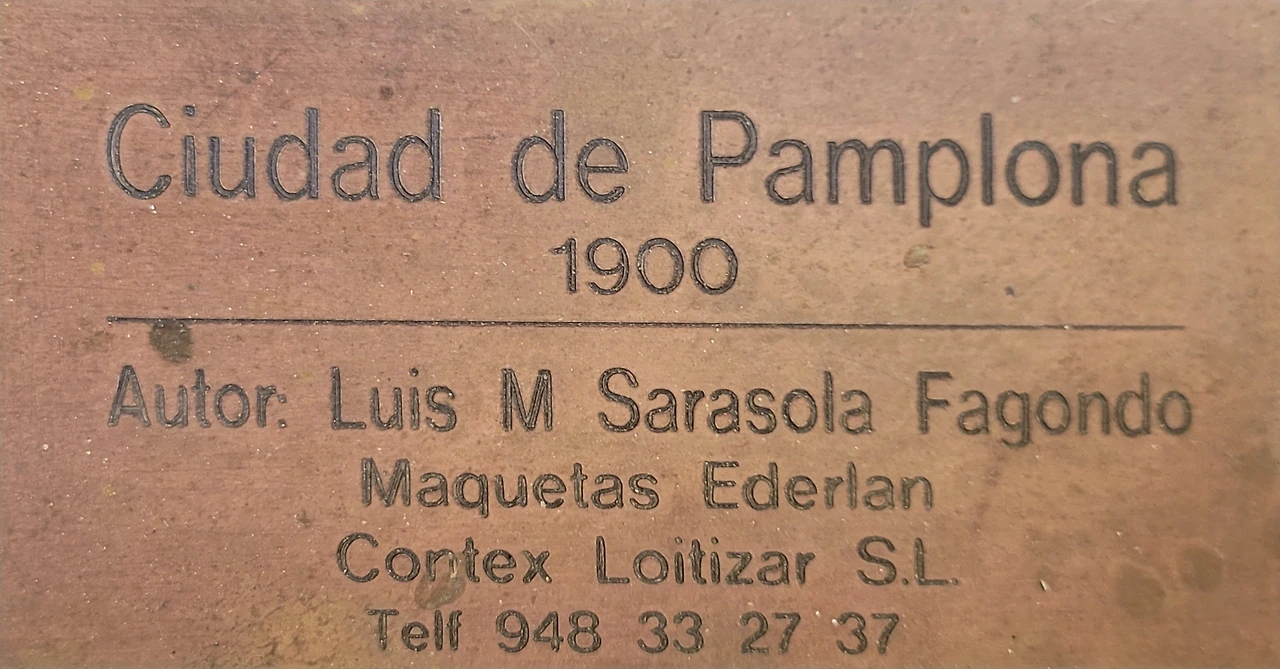 Ciudad de Pamplona
1900
Autor: Luis M Sarasola Fagondo
Maquetas Ederlan
Contex Loitizar S.L.
Telf 948 33 27 37